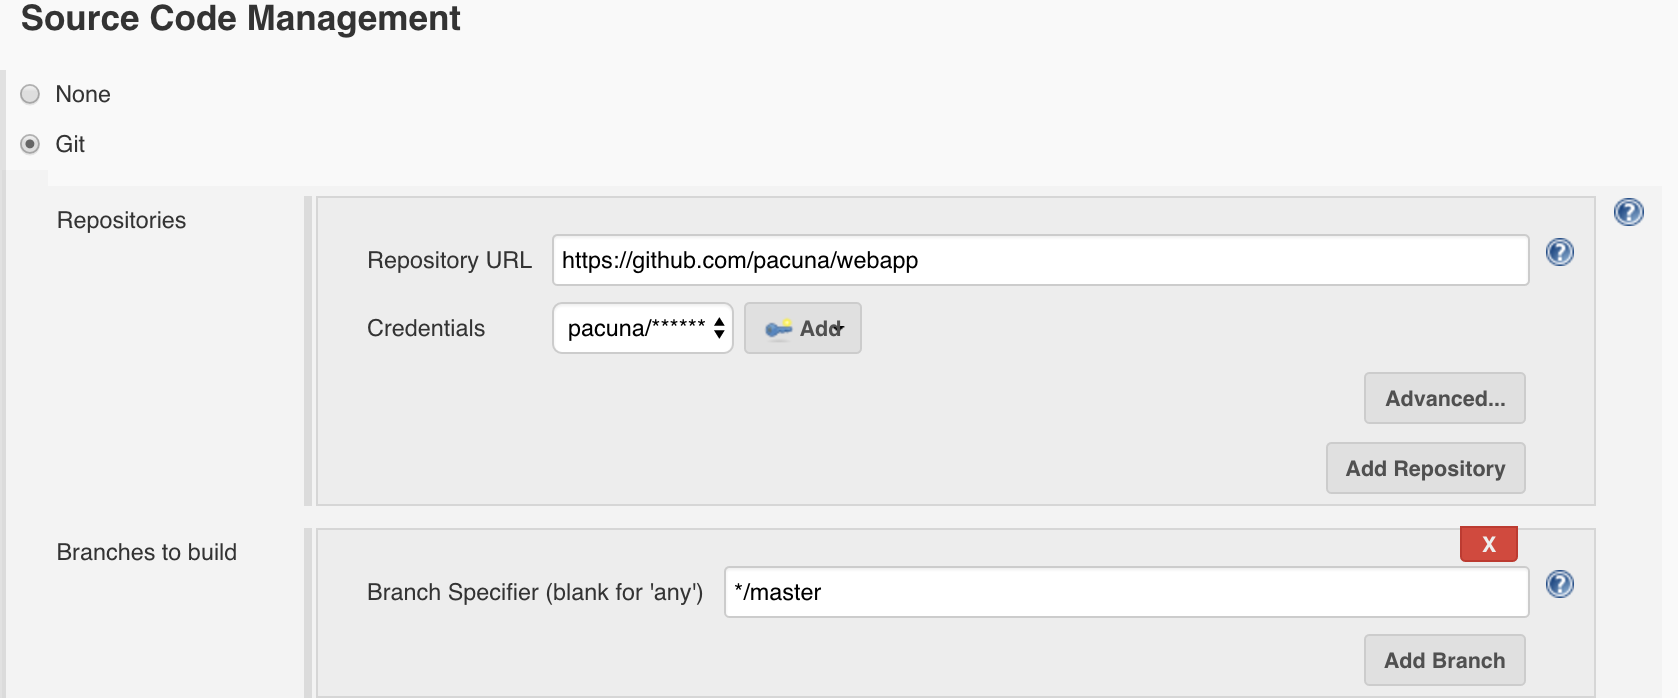 Source Code Management
None
Git
Repositories
Repository URL https://github.com/pacuna/webapp
Credentials pacuna/****** Add
Advanced...
Add Repository
Branches to build
X
Branch Specifier (blank for 'any') */master
Add Branch